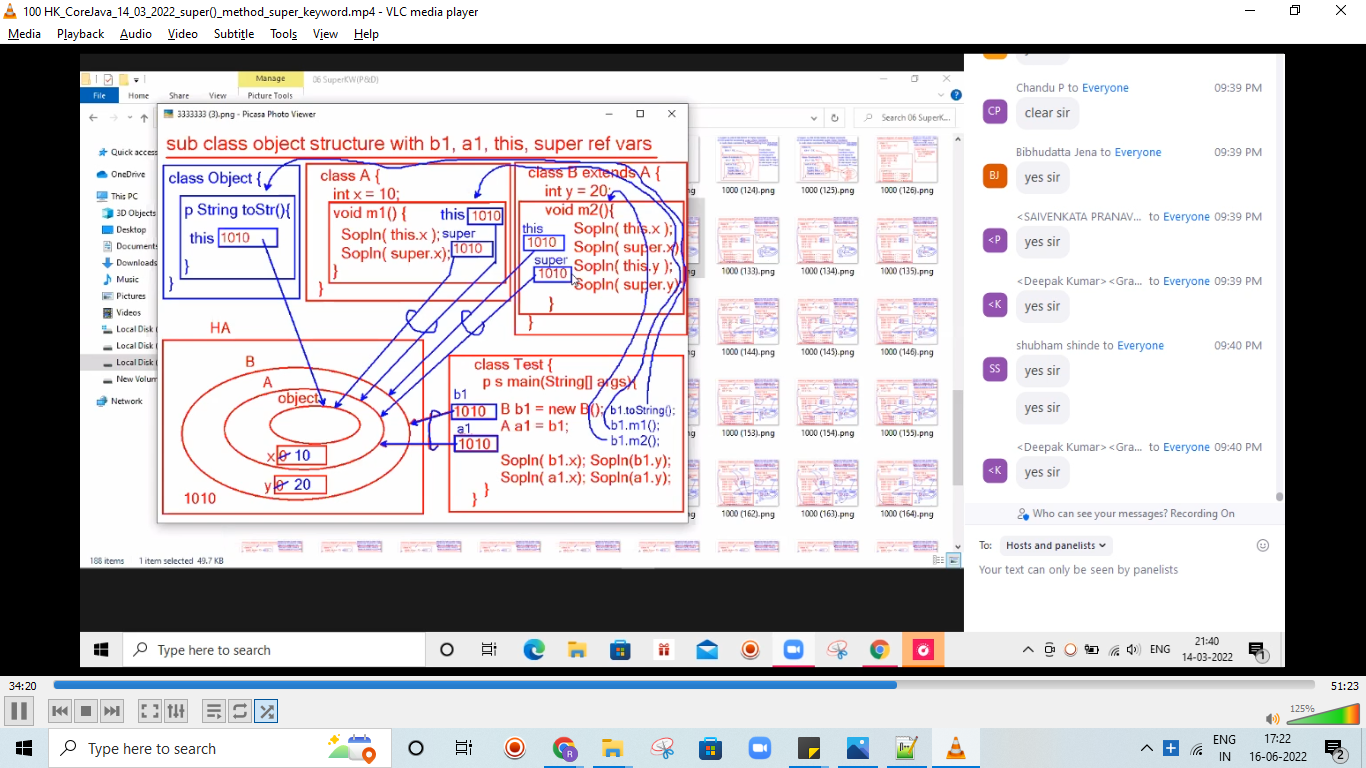 100 HK_CoreJava_14_03_2022_super()_method_super_keyword.mp4 - VLC media player
Media Playback Audio Video Subtitle Tools View Help
Manage
06 SuperKW(P&D)
File Home Share View Picture Tools
Search 06 SuperK...
3333333 (3).png - Picasa Photo Viewer
sub class object structure with b1, a1, this, super ref vars
class Object {
p String toStr(){
this 1010
}
}
class A {
int x = 10;
void m1() { this 1010
Sopln( this.x ); super
Sopln( super.x); 1010
}
}
class B extends A {
int y = 20;
void m2(){
this Sopln( this.x );
1010 Sopln( super.x);
super Sopln( this.y );
1010 Sopln( super.y);
}
}
HA
B
A
object
x 0 10
y 0 20
1010
class Test {
p s main(String[] args){
b1
1010 B b1 = new B(); b1.toString();
a1 A a1 = b1; b1.m1();
1010 b1.m2();
Sopln( b1.x); Sopln(b1.y);
Sopln( a1.x); Sopln(a1.y);
}
}
Quick access
OneDrive
This PC
3D Objects
Desktop
Documents
Downloads
Music
Pictures
Videos
Local Disk (
Local Disk (
Local Disk (
New Volum
Network
1000 (124).png 1000 (125).png 1000 (126).png
1000 (133).png 1000 (134).png 1000 (135).png
1000 (144).png 1000 (145).png 1000 (146).png
1000 (153).png 1000 (154).png 1000 (155).png
1000 (162).png 1000 (163).png 1000 (164).png
188 items 1 item selected 49.7 KB
Chandu P to Everyone 09:39 PM
CP clear sir
Bibhudatta Jena to Everyone 09:39 PM
BJ yes sir
<SAIVENKATA PRANAV... to Everyone 09:39 PM
<P yes sir
<Deepak Kumar> <Gra... to Everyone 09:39 PM
<K yes sir
shubham shinde to Everyone 09:40 PM
SS yes sir
yes sir
<Deepak Kumar> <Gra... to Everyone 09:40 PM
<K yes sir
Who can see your messages? Recording On
To: Hosts and panelists
Your text can only be seen by panelists
Type here to search
ENG
21:40
14-03-2022
1
34:20
51:23
125%
Type here to search
R
ENG
IN
17:22
16-06-2022
2